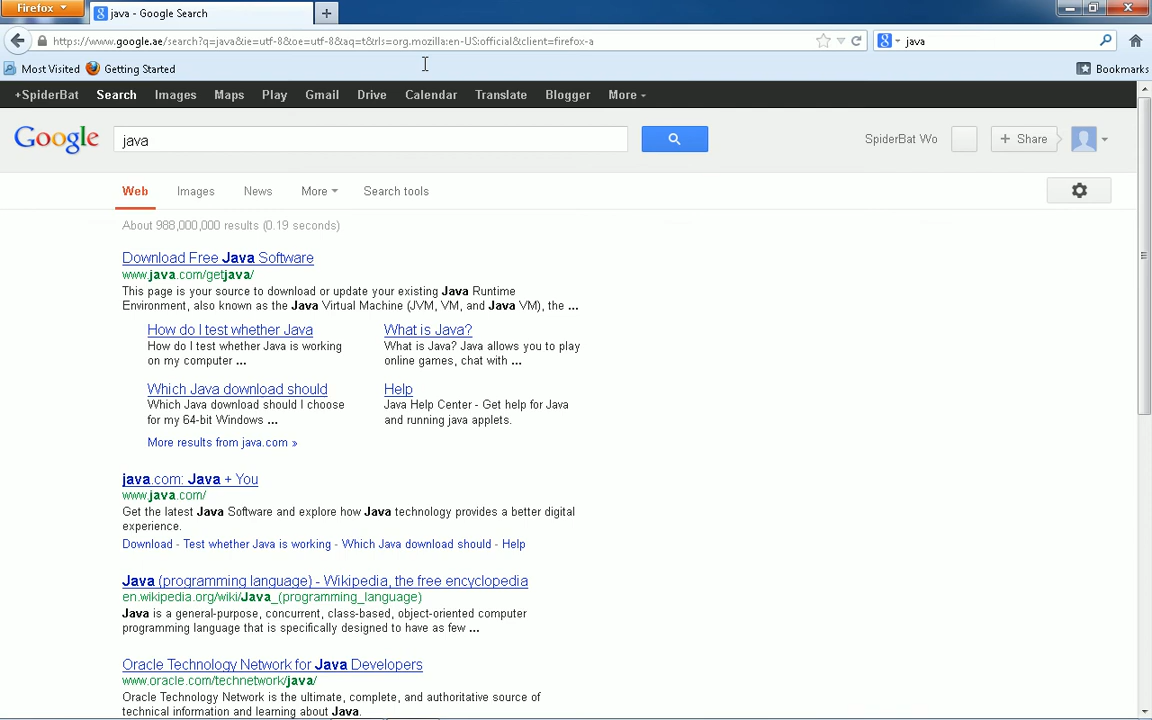 Firefox
java - Google Search
https://www.google.ae/search?q=java&ie=utf-8&oe=utf-8&aq=t&rls=org.mozilla:en-US:official&client=firefox-a
java
Most Visited Getting Started Bookmarks
+SpiderBat Search Images Maps Play Gmail Drive Calendar Translate Blogger More
Google java SpiderBat Wo + Share
Web Images News More Search tools
About 988,000,000 results (0.19 seconds)
Download Free Java Software
www.java.com/getjava/
This page is your source to download or update your existing Java Runtime
Environment, also known as the Java Virtual Machine (JVM, VM, and Java VM), the ...
How do I test whether Java
How do I test whether Java is working
on my computer ...
What is Java?
What is Java? Java allows you to play
online games, chat with ...
Which Java download should
Which Java download should I choose
for my 64-bit Windows ...
Help
Java Help Center - Get help for Java
and running java applets.
More results from java.com »
java.com: Java + You
www.java.com/
Get the latest Java Software and explore how Java technology provides a better digital
experience.
Download - Test whether Java is working - Which Java download should - Help
Java (programming language) - Wikipedia, the free encyclopedia
en.wikipedia.org/wiki/Java_(programming_language)
Java is a general-purpose, concurrent, class-based, object-oriented computer
programming language that is specifically designed to have as few ...
Oracle Technology Network for Java Developers
www.oracle.com/technetwork/java/
Oracle Technology Network is the ultimate, complete, and authoritative source of
technical information and learning about Java.